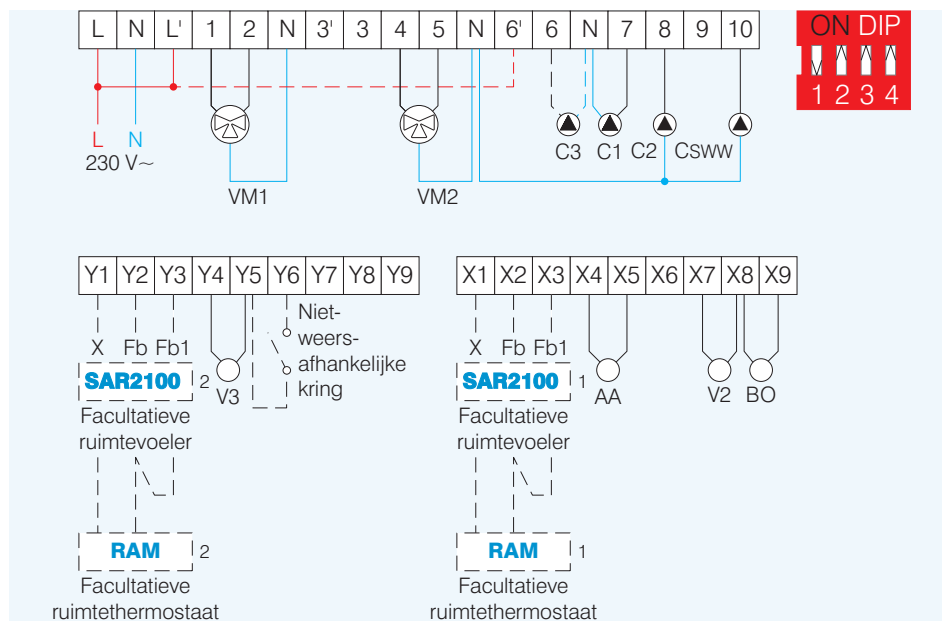 L N L' 1 2 N 3' 3 4 5 N 6' 6 N 7 8 9 10
ON DIP
1 2 3 4
L N
230 V~
C3 C1 C2 CSWW
VM1 VM2
Y1 Y2 Y3 Y4 Y5 Y6 Y7 Y8 Y9
X1 X2 X3 X4 X5 X6 X7 X8 X9
Niet-
weers-
afhankelijke
kring
X Fb Fb1
SAR2100 2
V3
Facultatieve
ruimtevoeler
RAM 2
Facultatieve
ruimtethermostaat
X Fb Fb1
SAR2100 1
AA V2 BO
Facultatieve
ruimtevoeler
RAM 1
Facultatieve
ruimtethermostaat